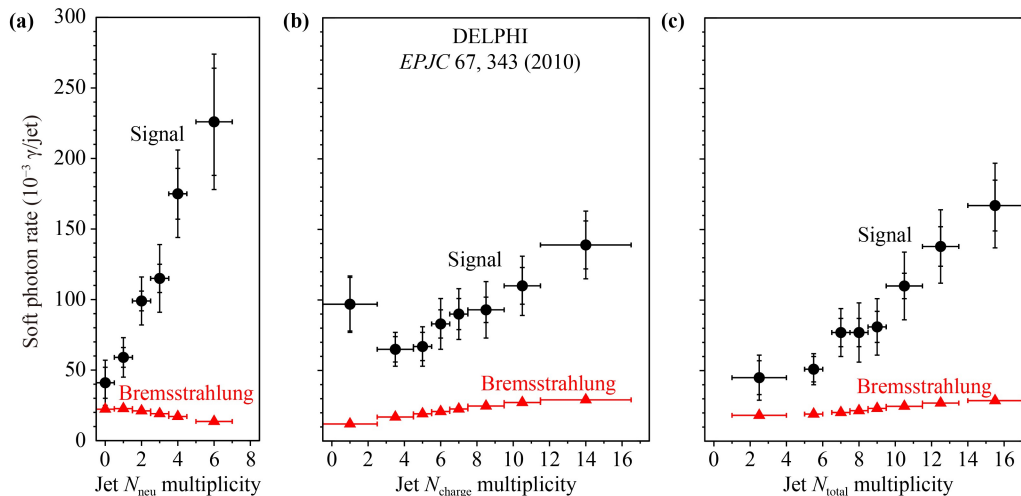 (a)
(b)
(c)
DELPHI
EPJC 67, 343 (2010)
Soft photon rate (10⁻³ γ/jet)
300
250
200
150
100
50
0
Signal
Bremsstrahlung
Signal
Bremsstrahlung
Signal
Bremsstrahlung
0 2 4 6 8
0 2 4 6 8 10 12 14 16
0 2 4 6 8 10 12 14 16
Jet N_neu multiplicity
Jet N_charge multiplicity
Jet N_total multiplicity